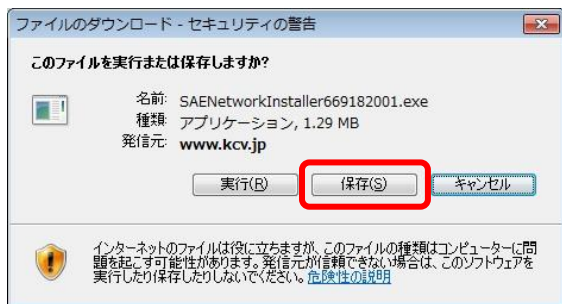 ファイルのダウンロード - セキュリティの警告
このファイルを実行または保存しますか?
名前: SAENetworkInstaller669182001.exe
種類: アプリケーション, 1.29 MB
発信元: www.kcv.jp
実行(R) 保存(S) キャンセル
インターネットのファイルは役に立ちますが、このファイルの種類はコンピューターに問
題を起こす可能性があります。発信元が信頼できない場合は、このソフトウェアを
実行したり保存したりしないでください。危険性の説明